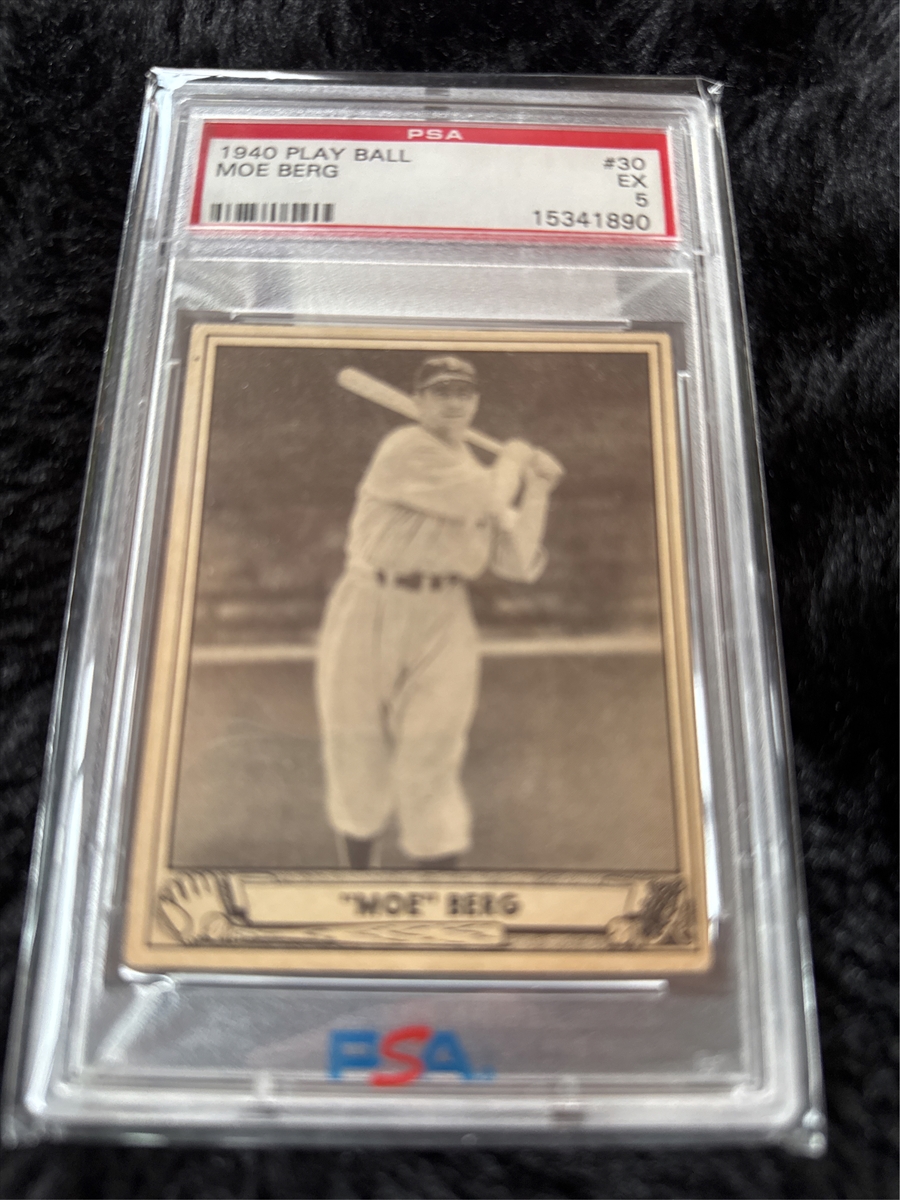 PSA
1940 PLAY BALL #30
MOE BERG EX
5
15341890
"MOE" BERG
PSA